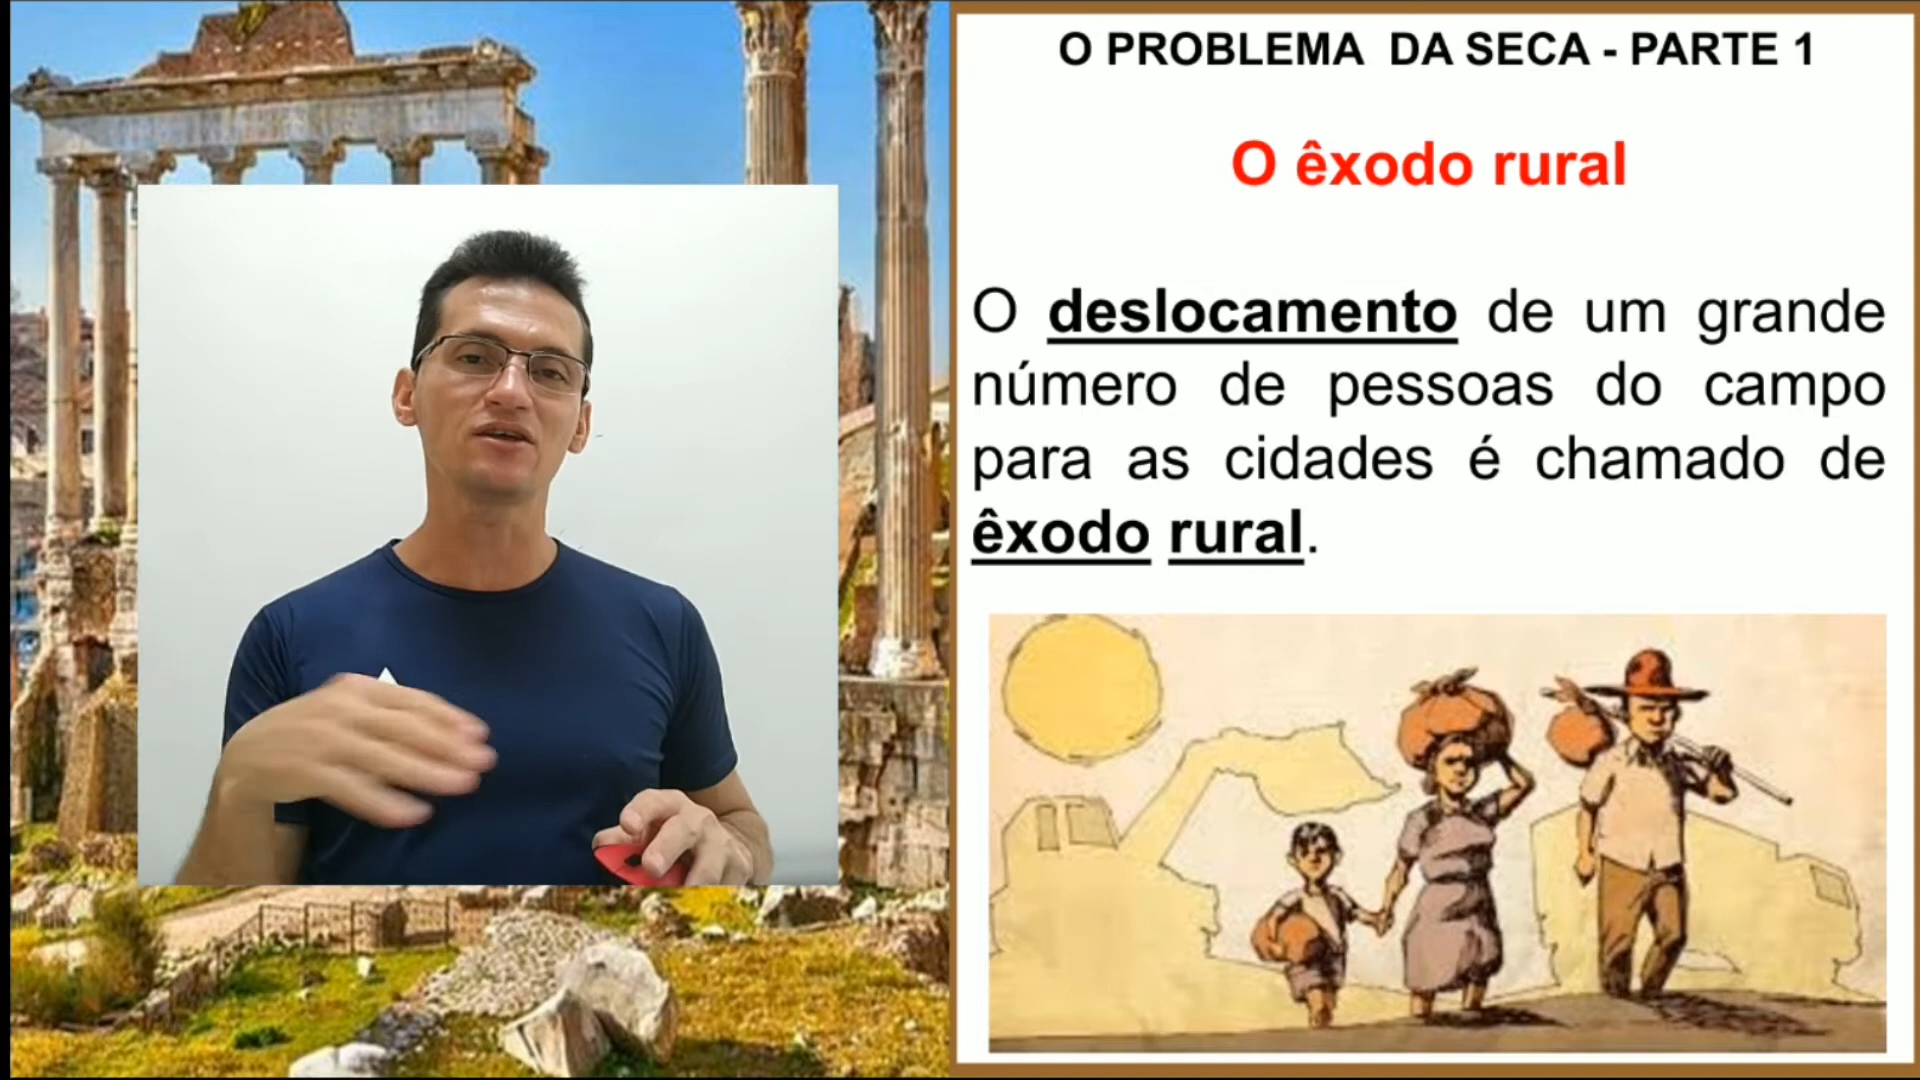 O PROBLEMA DA SECA - PARTE 1
O êxodo rural
O deslocamento de um grande
número de pessoas do campo
para as cidades é chamado de
êxodo rural.